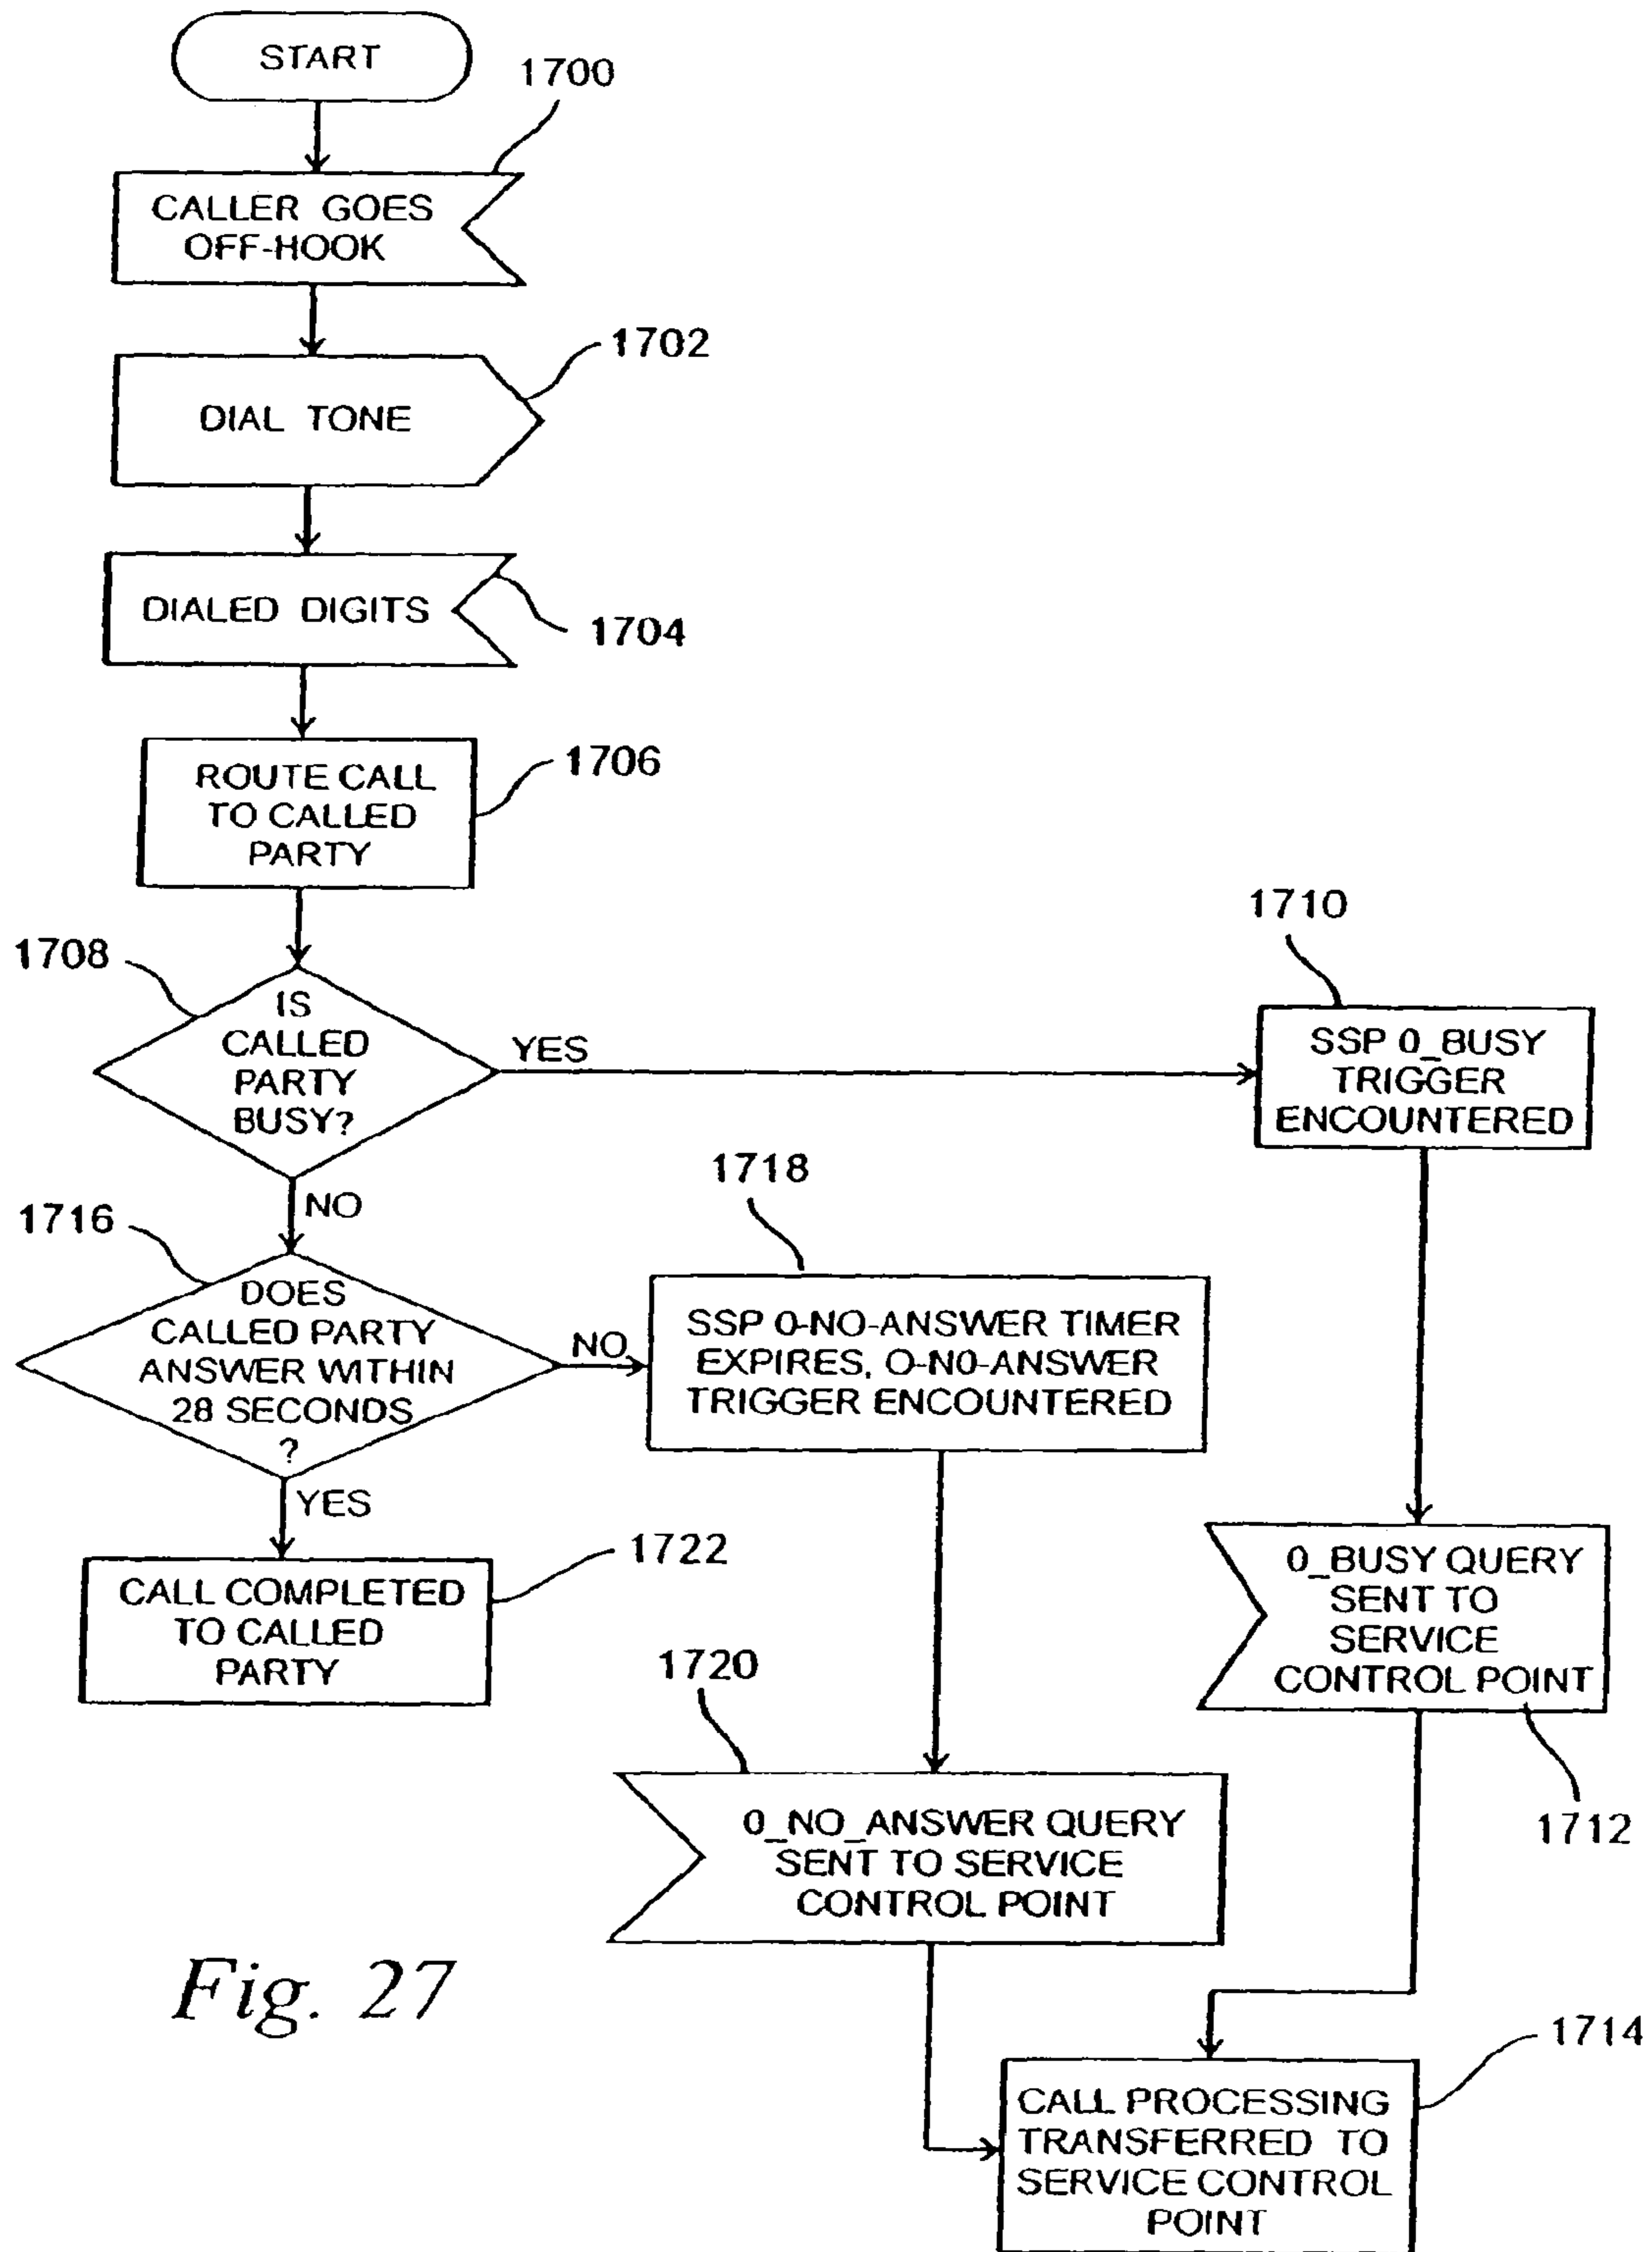 START
1700
CALLER GOES
OFF-HOOK
1702
DIAL TONE
DIALED DIGITS
1704
ROUTE CALL
TO CALLED
PARTY
1706
1708
IS
CALLED
PARTY
BUSY?
YES
1710
SSP 0_BUSY
TRIGGER
ENCOUNTERED
NO
1716
DOES
CALLED PARTY
ANSWER WITHIN
28 SECONDS
?
NO
1718
SSP 0-NO-ANSWER TIMER
EXPIRES, O-NO-ANSWER
TRIGGER ENCOUNTERED
YES
1722
CALL COMPLETED
TO CALLED
PARTY
0_BUSY QUERY
SENT TO
SERVICE
CONTROL POINT
1712
1720
0_NO_ANSWER QUERY
SENT TO SERVICE
CONTROL POINT
Fig. 27
1714
CALL PROCESSING
TRANSFERRED TO
SERVICE CONTROL
POINT